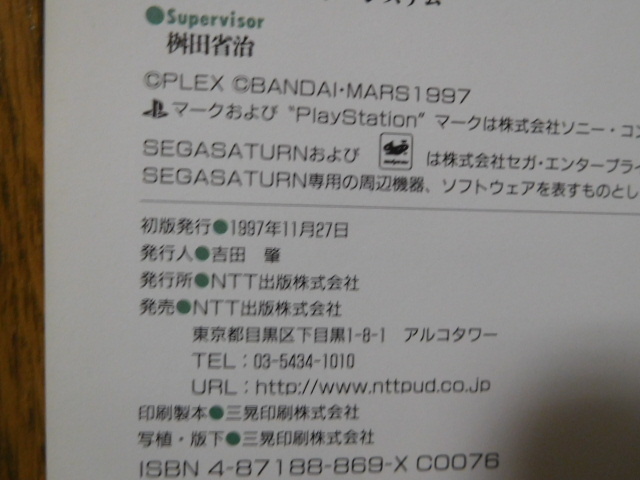 ●Supervisor
桝田省治
©PLEX ©BANDAI・MARS1997
マークおよび "PlayStation" マークは株式会社ソニー・コン
SEGASATURNおよび は株式会社セガ・エンタープライ
SEGASATURN専用の周辺機器、ソフトウェアを表すものとし
初版発行●1997年11月27日
発行人●吉田 肇
発行所●NTT出版株式会社
発売●NTT出版株式会社
東京都目黒区下目黒1-8-1 アルコタワー
TEL:03-5434-1010
URL:http://www.nttpud.co.jp
印刷製本●三晃印刷株式会社
写植・版下●三晃印刷株式会社
ISBN 4-87188-869-X C0076